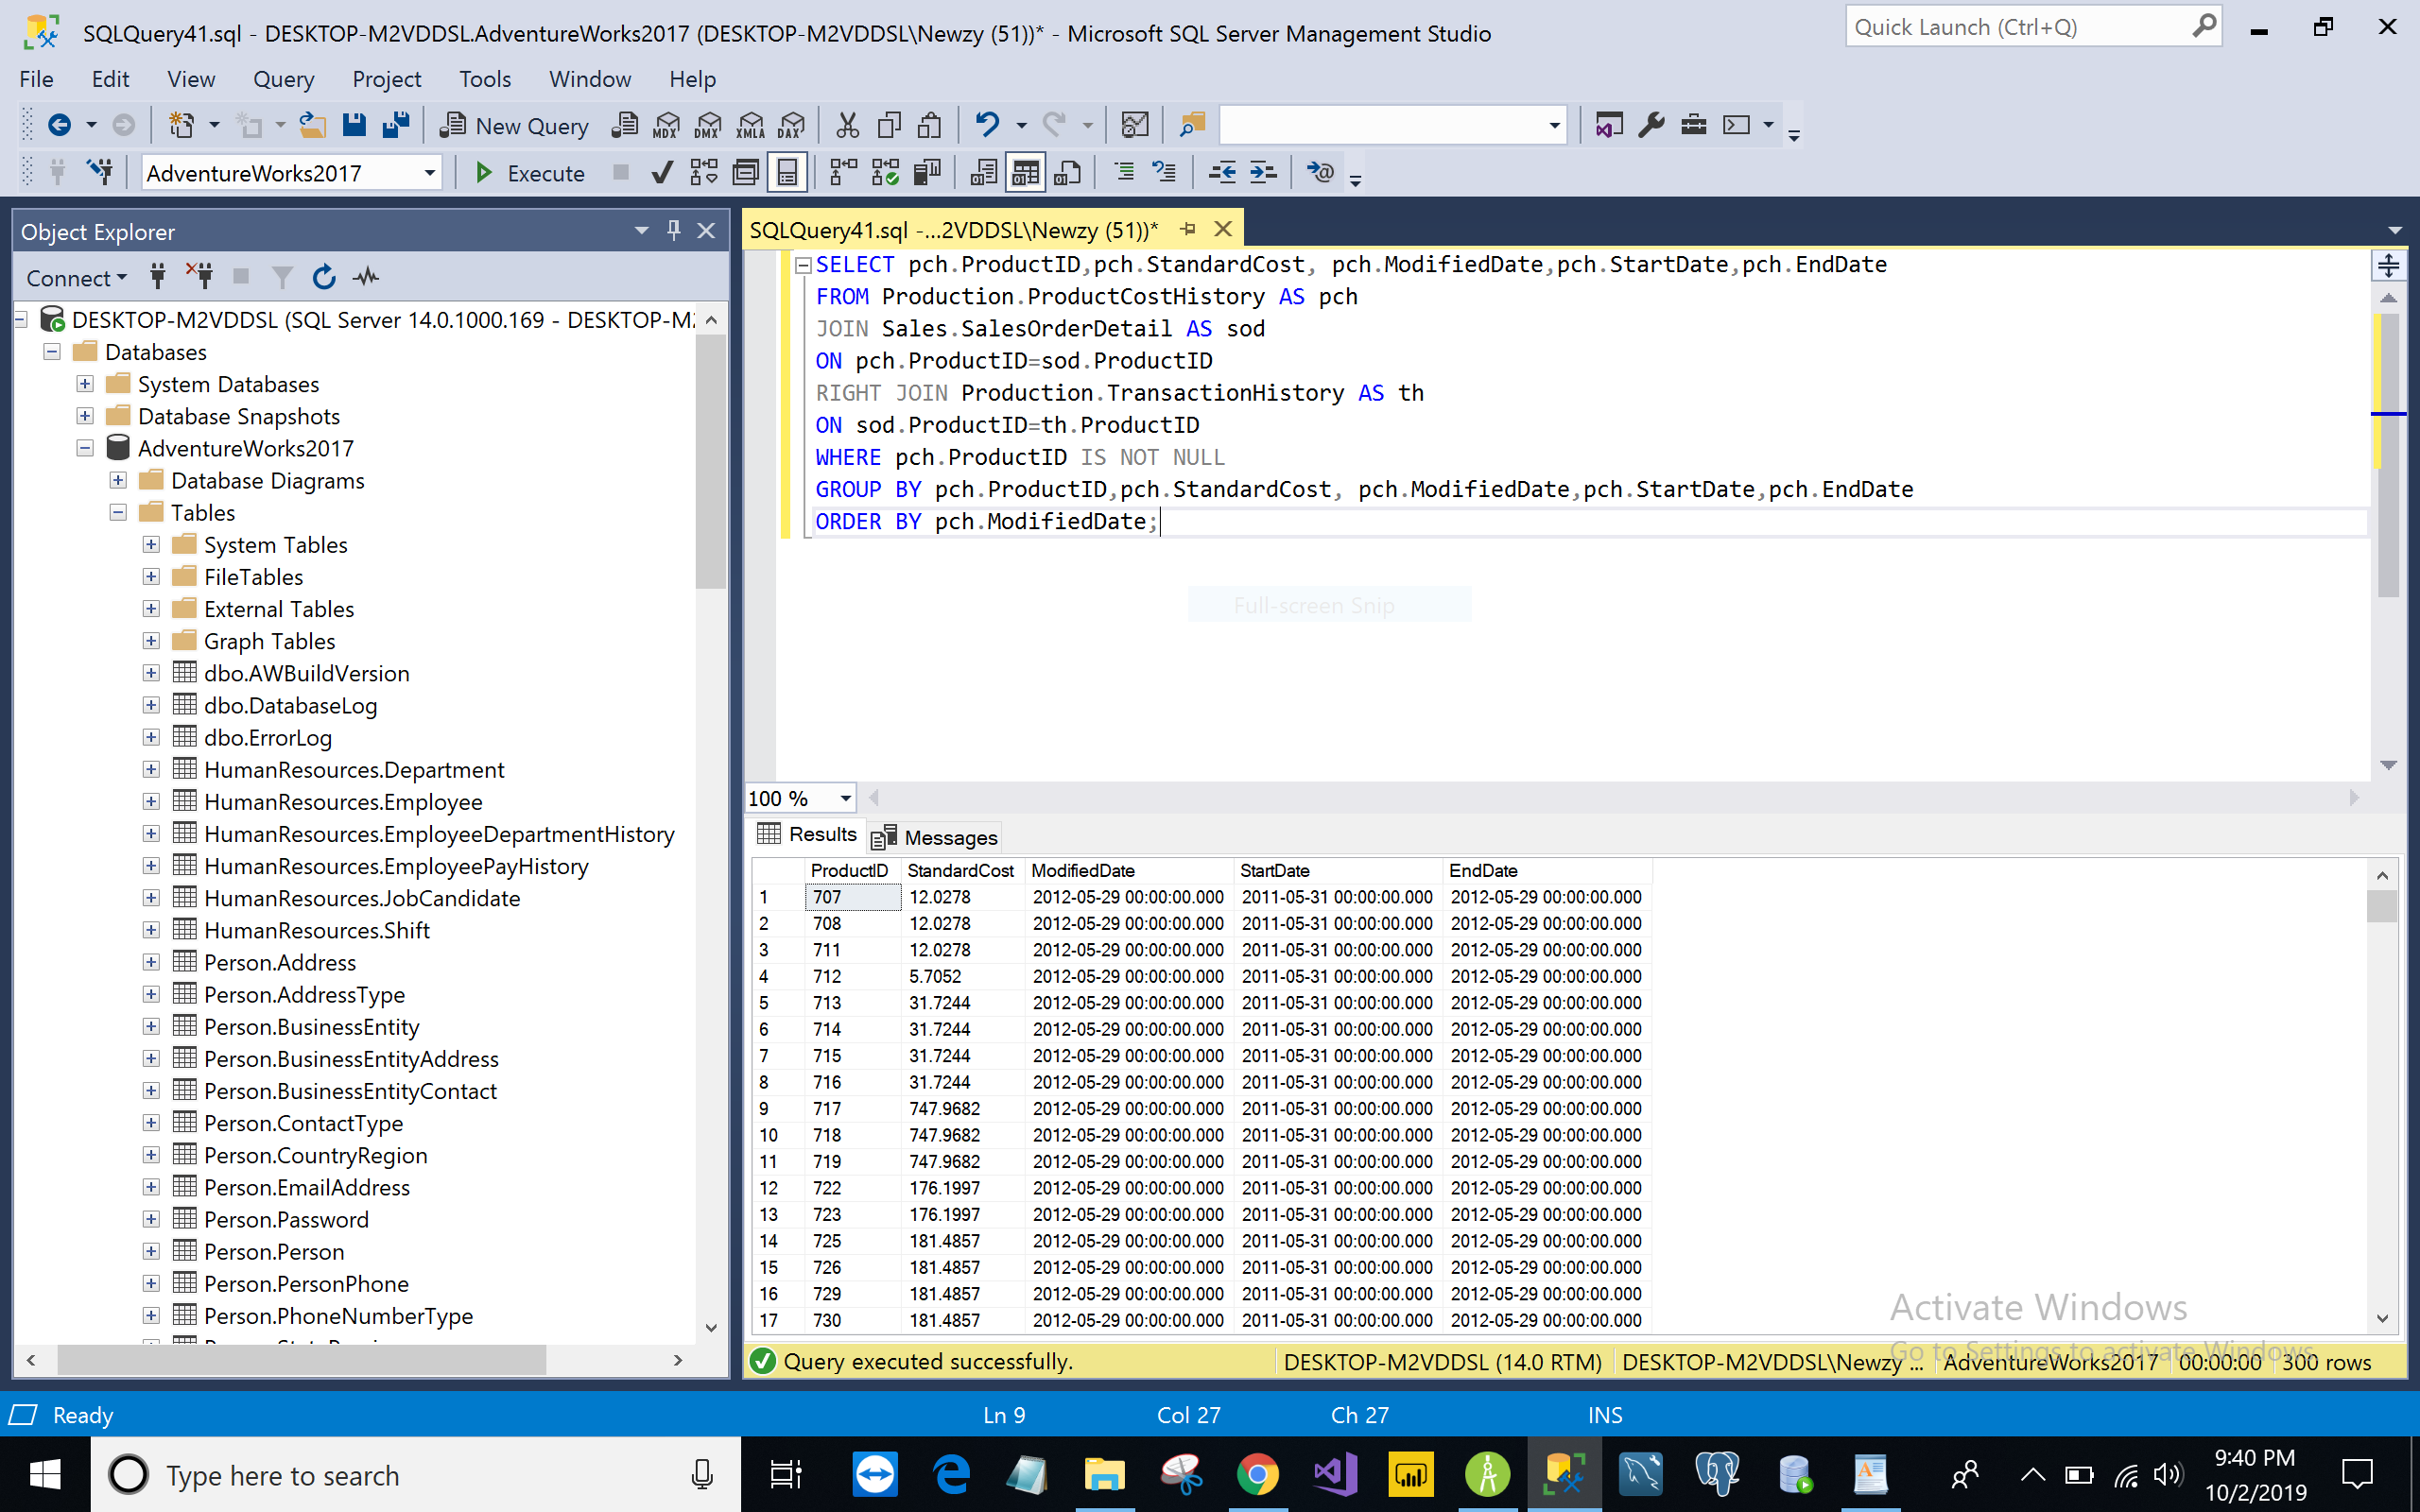 SQLQuery41.sql - DESKTOP-M2VDDSL.AdventureWorks2017 (DESKTOP-M2VDDSL\Newzy (51))* - Microsoft SQL Server Management Studio
Quick Launch (Ctrl+Q)
File Edit View Query Project Tools Window Help
New Query MDX DMX XMLA DAX
AdventureWorks2017 Execute
Object Explorer
Connect
DESKTOP-M2VDDSL (SQL Server 14.0.1000.169 - DESKTOP-M
Databases
System Databases
Database Snapshots
AdventureWorks2017
Database Diagrams
Tables
System Tables
FileTables
External Tables
Graph Tables
dbo.AWBuildVersion
dbo.DatabaseLog
dbo.ErrorLog
HumanResources.Department
HumanResources.Employee
HumanResources.EmployeeDepartmentHistory
HumanResources.EmployeePayHistory
HumanResources.JobCandidate
HumanResources.Shift
Person.Address
Person.AddressType
Person.BusinessEntity
Person.BusinessEntityAddress
Person.BusinessEntityContact
Person.ContactType
Person.CountryRegion
Person.EmailAddress
Person.Password
Person.Person
Person.PersonPhone
Person.PhoneNumberType
SQLQuery41.sql -...2VDDSL\Newzy (51))*
SELECT pch.ProductID,pch.StandardCost, pch.ModifiedDate,pch.StartDate,pch.EndDate
FROM Production.ProductCostHistory AS pch
JOIN Sales.SalesOrderDetail AS sod
ON pch.ProductID=sod.ProductID
RIGHT JOIN Production.TransactionHistory AS th
ON sod.ProductID=th.ProductID
WHERE pch.ProductID IS NOT NULL
GROUP BY pch.ProductID,pch.StandardCost, pch.ModifiedDate,pch.StartDate,pch.EndDate
ORDER BY pch.ModifiedDate;
Full-screen Snip
100 %
Results Messages
ProductID StandardCost ModifiedDate StartDate EndDate
1 707 12.0278 2012-05-29 00:00:00.000 2011-05-31 00:00:00.000 2012-05-29 00:00:00.000
2 708 12.0278 2012-05-29 00:00:00.000 2011-05-31 00:00:00.000 2012-05-29 00:00:00.000
3 711 12.0278 2012-05-29 00:00:00.000 2011-05-31 00:00:00.000 2012-05-29 00:00:00.000
4 712 5.7052 2012-05-29 00:00:00.000 2011-05-31 00:00:00.000 2012-05-29 00:00:00.000
5 713 31.7244 2012-05-29 00:00:00.000 2011-05-31 00:00:00.000 2012-05-29 00:00:00.000
6 714 31.7244 2012-05-29 00:00:00.000 2011-05-31 00:00:00.000 2012-05-29 00:00:00.000
7 715 31.7244 2012-05-29 00:00:00.000 2011-05-31 00:00:00.000 2012-05-29 00:00:00.000
8 716 31.7244 2012-05-29 00:00:00.000 2011-05-31 00:00:00.000 2012-05-29 00:00:00.000
9 717 747.9682 2012-05-29 00:00:00.000 2011-05-31 00:00:00.000 2012-05-29 00:00:00.000
10 718 747.9682 2012-05-29 00:00:00.000 2011-05-31 00:00:00.000 2012-05-29 00:00:00.000
11 719 747.9682 2012-05-29 00:00:00.000 2011-05-31 00:00:00.000 2012-05-29 00:00:00.000
12 722 176.1997 2012-05-29 00:00:00.000 2011-05-31 00:00:00.000 2012-05-29 00:00:00.000
13 723 176.1997 2012-05-29 00:00:00.000 2011-05-31 00:00:00.000 2012-05-29 00:00:00.000
14 725 181.4857 2012-05-29 00:00:00.000 2011-05-31 00:00:00.000 2012-05-29 00:00:00.000
15 726 181.4857 2012-05-29 00:00:00.000 2011-05-31 00:00:00.000 2012-05-29 00:00:00.000
16 729 181.4857 2012-05-29 00:00:00.000 2011-05-31 00:00:00.000 2012-05-29 00:00:00.000
17 730 181.4857 2012-05-29 00:00:00.000 2011-05-31 00:00:00.000 2012-05-29 00:00:00.000
Activate Windows
Go to Settings to activate Windows.
Query executed successfully. DESKTOP-M2VDDSL (14.0 RTM) DESKTOP-M2VDDSL\Newzy ... AdventureWorks2017 00:00:00 300 rows
Ready Ln 9 Col 27 Ch 27 INS
Type here to search
9:40 PM
10/2/2019